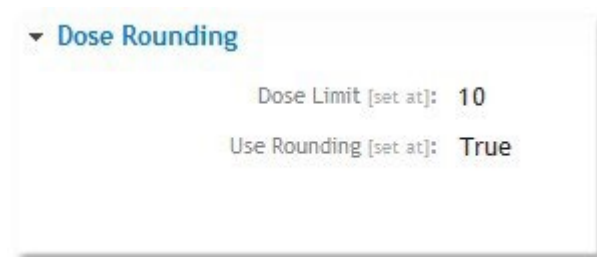 Dose Rounding
Dose Limit [set at]: 10
Use Rounding [set at]: True